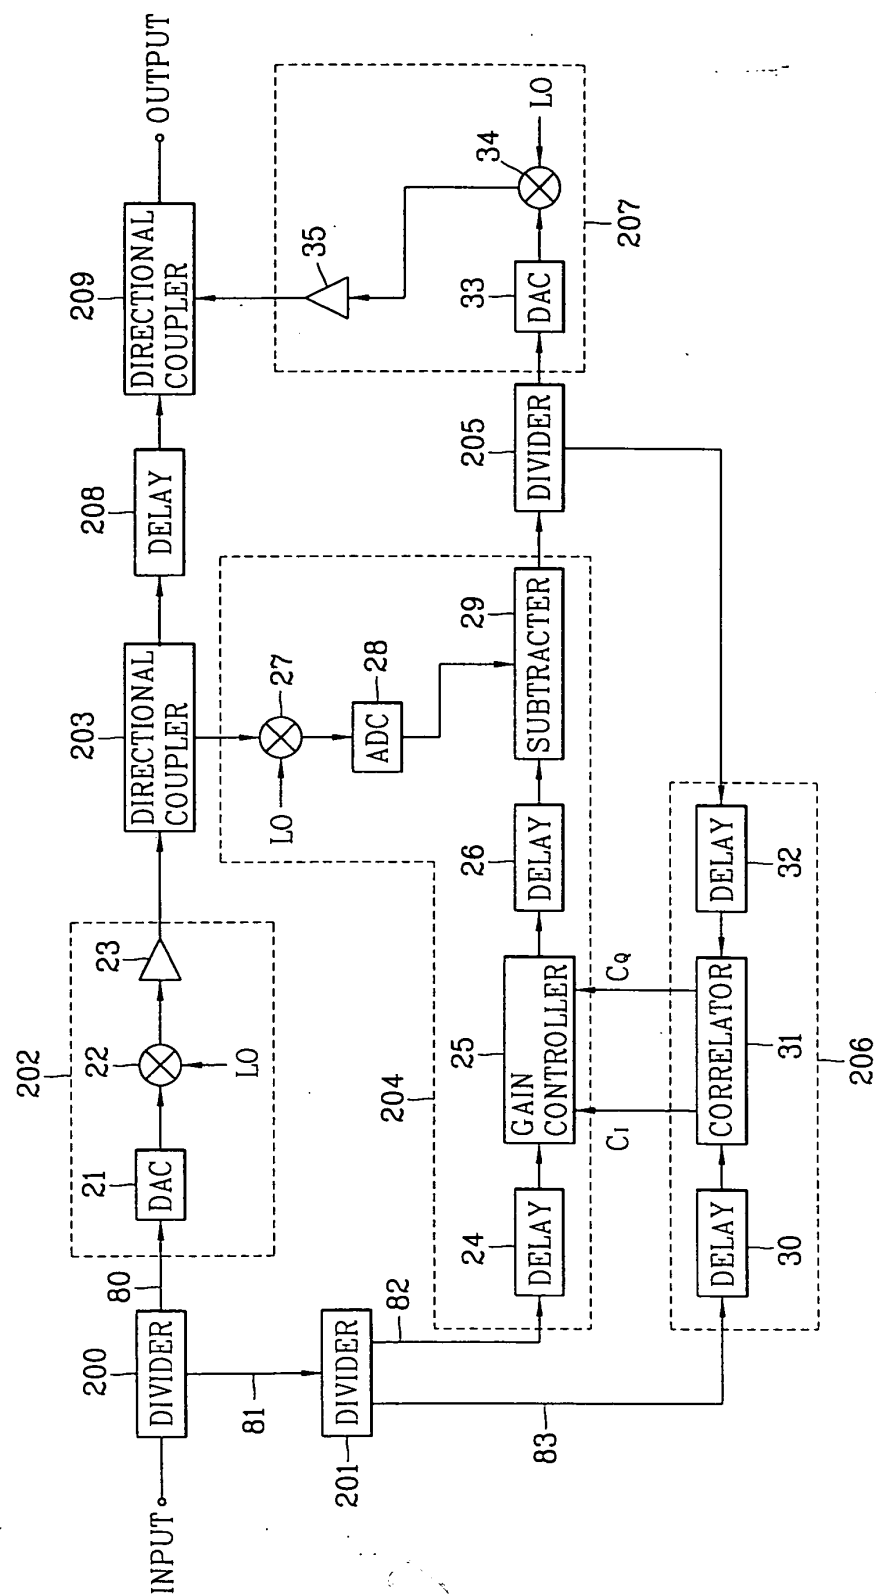 INPUT
200
DIVIDER
80
81
201
DIVIDER
82
83
202
21
DAC
22
LO
23
203
DIRECTIONAL
COUPLER
208
DELAY
209
DIRECTIONAL
COUPLER
OUTPUT
204
24
DELAY
25
GAIN
CONTROLLER
26
DELAY
LO
27
28
ADC
29
SUBTRACTER
205
DIVIDER
207
33
DAC
34
LO
35
206
30
DELAY
CI
CQ
CORRELATOR
31
DELAY
32